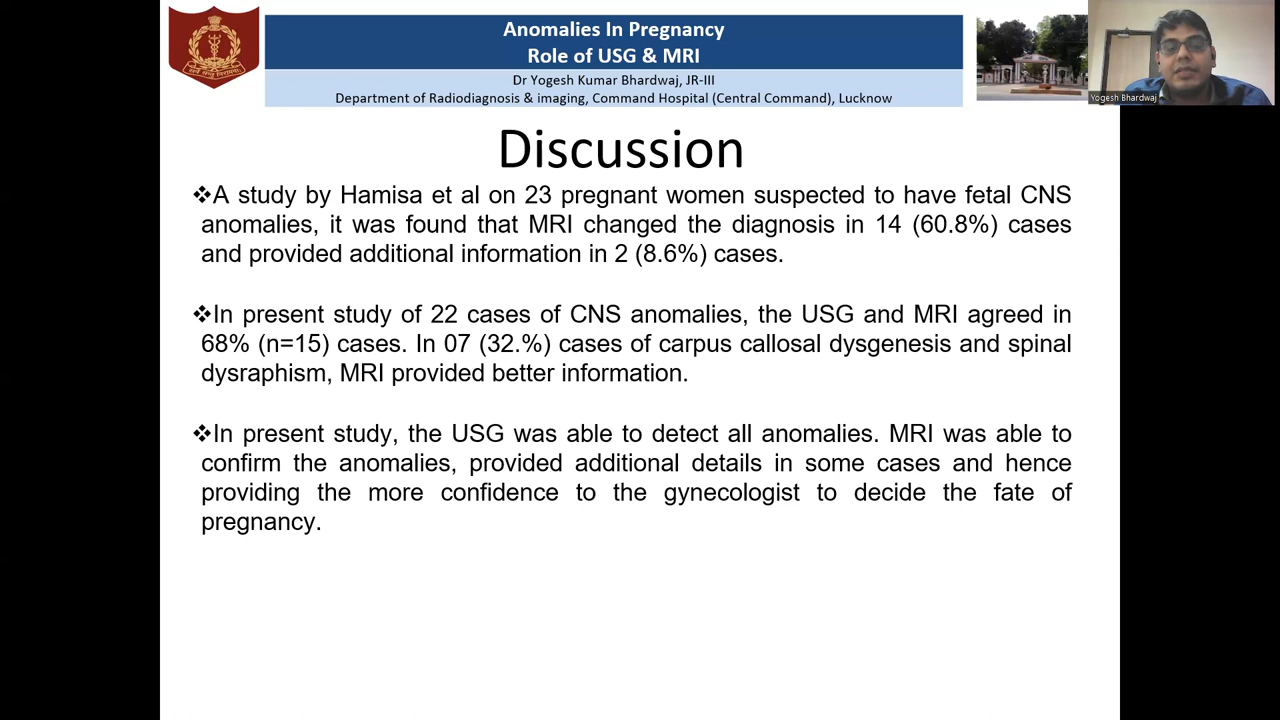 Anomalies In Pregnancy
Role of USG & MRI
Dr Yogesh Kumar Bhardwaj, JR-III
Department of Radiodiagnosis & imaging, Command Hospital (Central Command), Lucknow
Yogesh Bhardwaj
Discussion
❖A study by Hamisa et al on 23 pregnant women suspected to have fetal CNS
anomalies, it was found that MRI changed the diagnosis in 14 (60.8%) cases
and provided additional information in 2 (8.6%) cases.
❖In present study of 22 cases of CNS anomalies, the USG and MRI agreed in
68% (n=15) cases. In 07 (32.%) cases of carpus callosal dysgenesis and spinal
dysraphism, MRI provided better information.
❖In present study, the USG was able to detect all anomalies. MRI was able to
confirm the anomalies, provided additional details in some cases and hence
providing the more confidence to the gynecologist to decide the fate of
pregnancy.